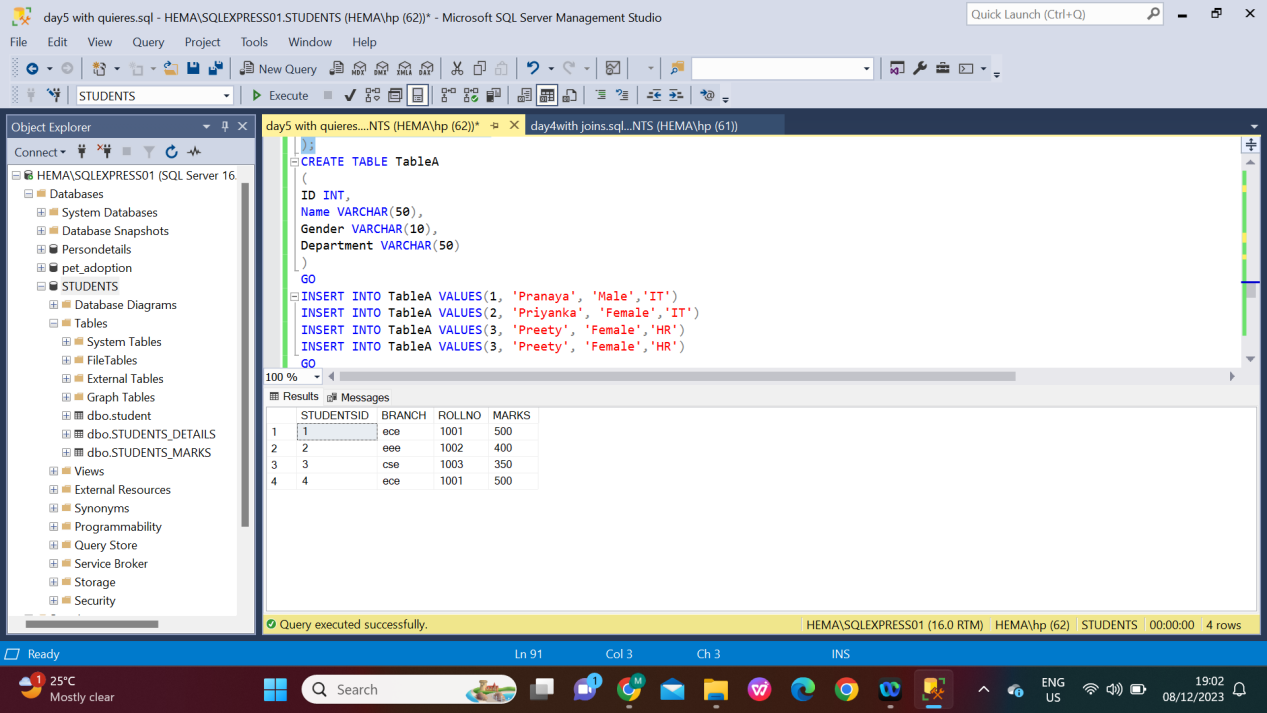 day5 with quieres.sql - HEMA\SQLEXPRESS01.STUDENTS (HEMA\hp (62))* - Microsoft SQL Server Management Studio
Quick Launch (Ctrl+Q)
File Edit View Query Project Tools Window Help
New Query MDX DMX XMLA DAX
STUDENTS Execute
Object Explorer
day5 with quieres....NTS (HEMA\hp (62))* day4with joins.sql...NTS (HEMA\hp (61))
Connect
HEMA\SQLEXPRESS01 (SQL Server 16.
Databases
System Databases
Database Snapshots
Persondetails
pet_adoption
STUDENTS
Database Diagrams
Tables
System Tables
FileTables
External Tables
Graph Tables
dbo.student
dbo.STUDENTS_DETAILS
dbo.STUDENTS_MARKS
Views
External Resources
Synonyms
Programmability
Query Store
Service Broker
Storage
Security
);
CREATE TABLE TableA
(
ID INT,
Name VARCHAR(50),
Gender VARCHAR(10),
Department VARCHAR(50)
)
GO
INSERT INTO TableA VALUES(1, 'Pranaya', 'Male','IT')
INSERT INTO TableA VALUES(2, 'Priyanka', 'Female','IT')
INSERT INTO TableA VALUES(3, 'Preety', 'Female','HR')
INSERT INTO TableA VALUES(3, 'Preety', 'Female','HR')
GO
100 %
Results Messages
STUDENTSID BRANCH ROLLNO MARKS
1 1 ece 1001 500
2 2 eee 1002 400
3 3 cse 1003 350
4 4 ece 1001 500
Query executed successfully. HEMA\SQLEXPRESS01 (16.0 RTM) HEMA\hp (62) STUDENTS 00:00:00 4 rows
Ready Ln 91 Col 3 Ch 3 INS
1 25°C
Mostly clear
Search
1
M
ENG
US
19:02
08/12/2023